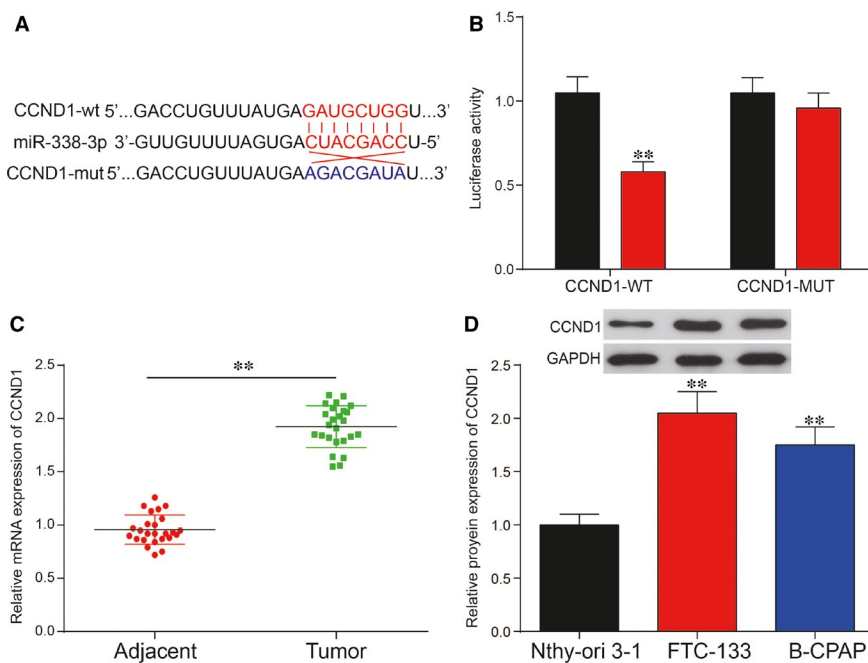 A
CCND1-wt 5’...GACCUGUUUAUGAGAUGCUGGU...3’
miR-338-3p 3’-GUUGUUUUAGUGACUACGACCU-5’
CCND1-mut 5’...GACCUGUUUAUGAAGACGAUAU...3’
B
Luciferase activity
1.5
1.0
0.5
0.0
**
CCND1-WT
CCND1-MUT
C
Relative mRNA expression of CCND1
2.5
2.0
1.5
1.0
0.5
0.0
**
Adjacent
Tumor
D
CCND1
GAPDH
Relative proyein expression of CCND1
2.5
2.0
1.5
1.0
0.5
0.0
**
**
Nthy-ori 3-1
FTC-133
B-CPAP